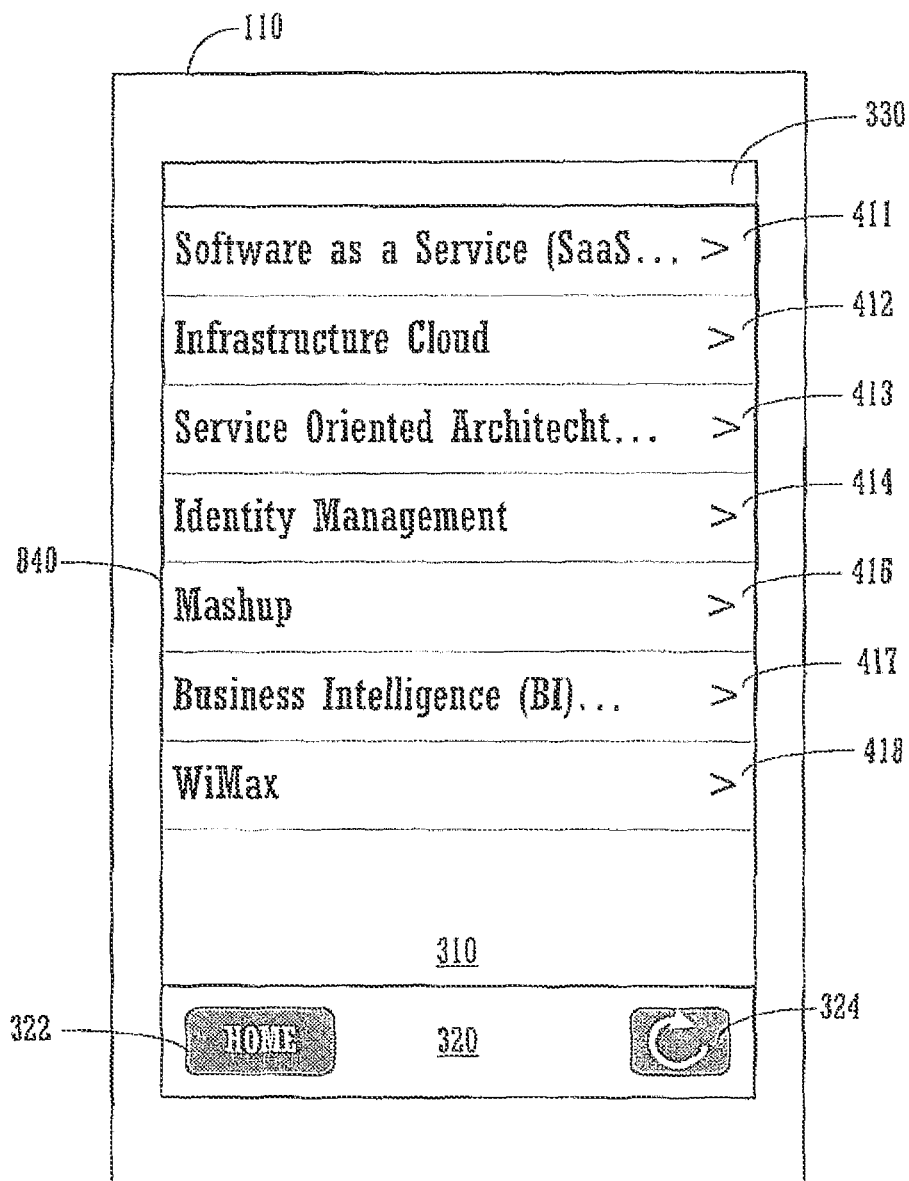 110
330
411
Software as a Service (SaaS... >
412
Infrastructure Cloud >
413
Service Oriented Architecht... >
414
Identity Management >
840
416
Mashup >
417
Business Intelligence (BI)... >
418
WiMax >
310
322
HOME
320
324